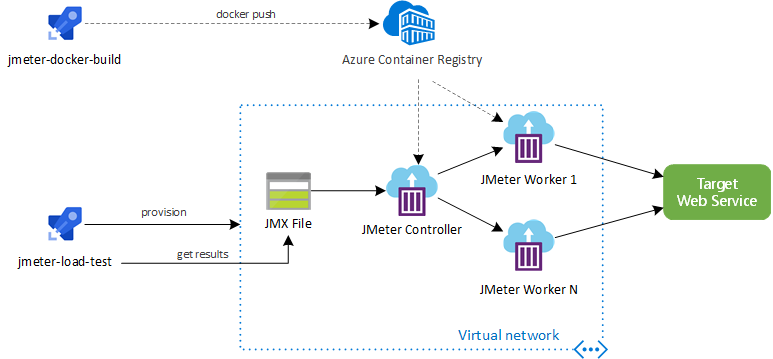 docker push
jmeter-docker-build
Azure Container Registry
JMeter Worker 1
Target
Web Service
provision
JMX File
JMeter Controller
get results
jmeter-load-test
JMeter Worker N
Virtual network